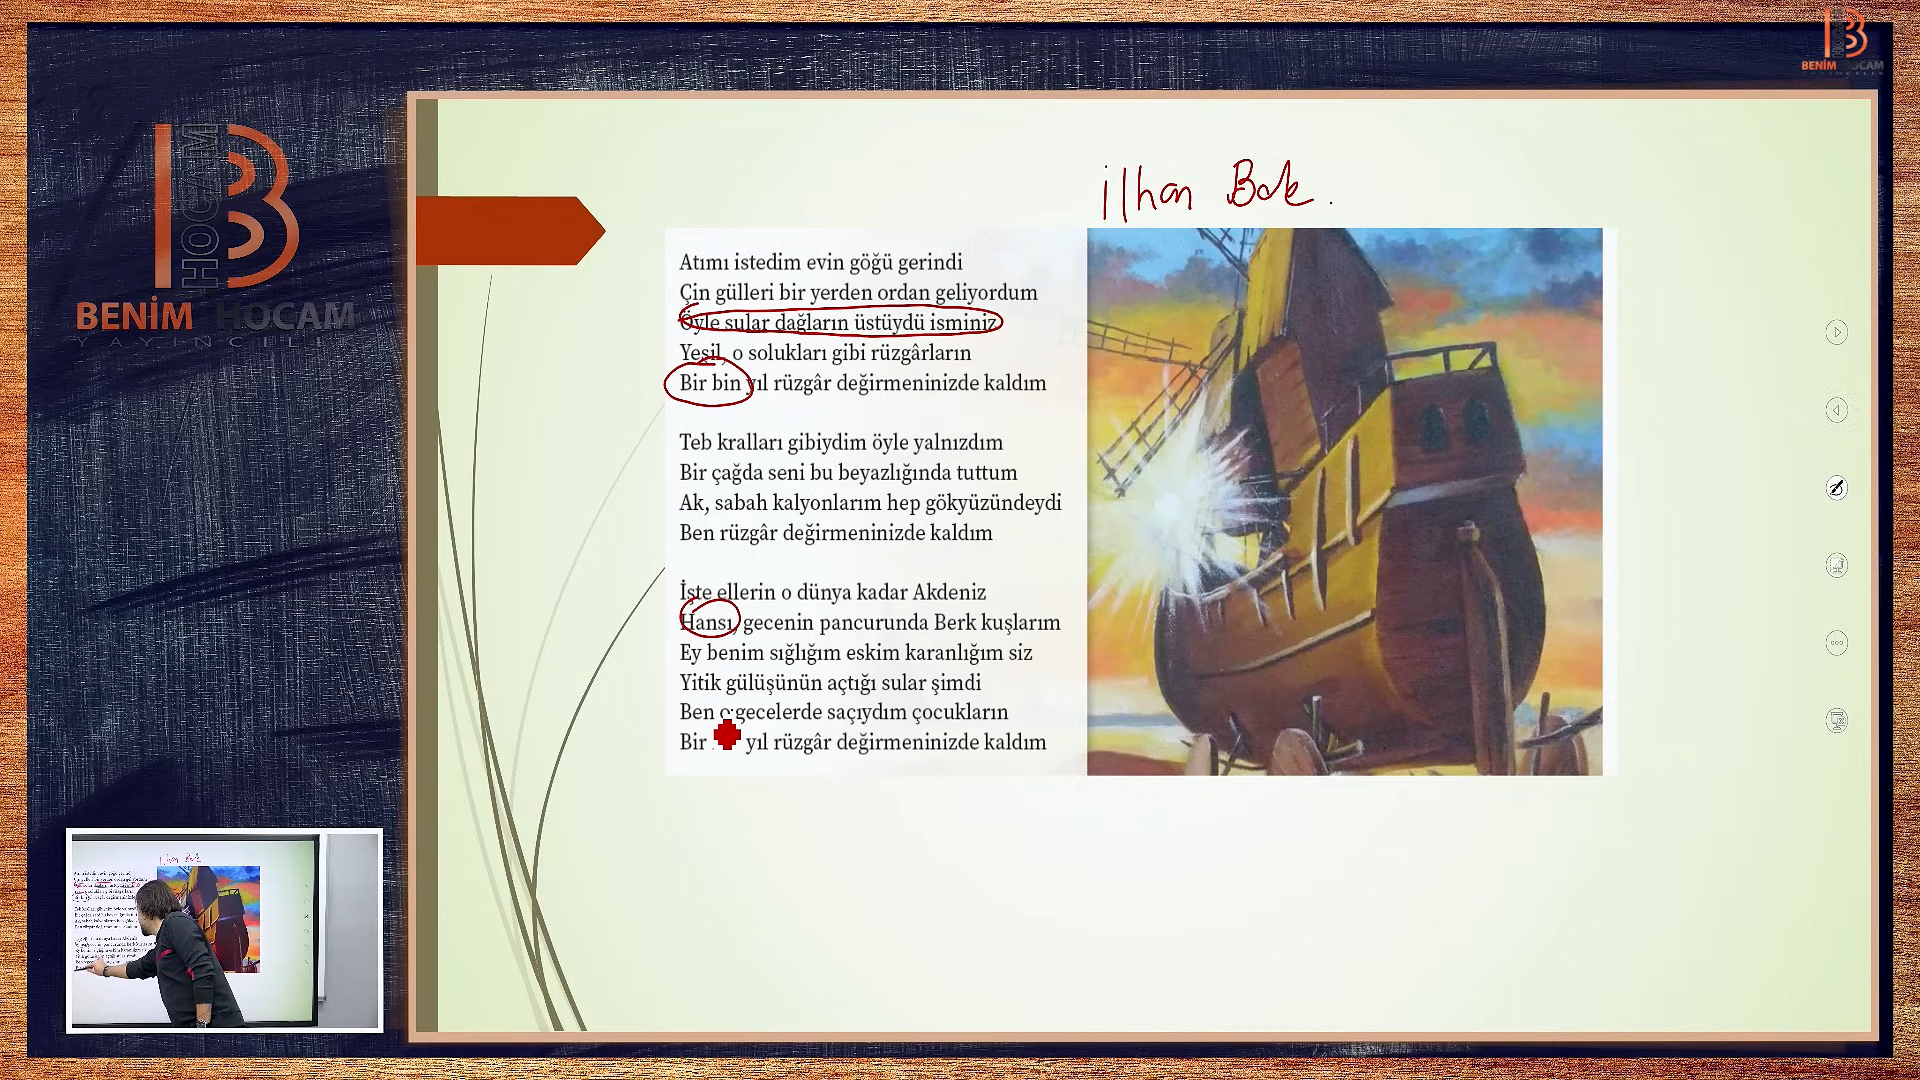 BENİM HOCAM
B
HOCAM
BENİM HOCAM
YAYINCILIK
İlhan Berk.
Atımı istedim evin göğü gerindi
Çin gülleri bir yerden ordan geliyordum
Öyle sular dağların üstüydü isminiz
Yeşil, o solukları gibi rüzgârların
Bir bin yıl rüzgâr değirmeninizde kaldım
Teb kralları gibiydim öyle yalnızdım
Bir çağda seni bu beyazlığında tuttum
Ak, sabah kalyonlarım hep gökyüzündeydi
Ben rüzgâr değirmeninizde kaldım
İşte ellerin o dünya kadar Akdeniz
Hansı, gecenin pancurunda Berk kuşlarım
Ey benim sığlığım eskim karanlığım siz
Yitik gülüşünün açtığı sular şimdi
Ben o gecelerde saçıydım çocukların
Bir yıl rüzgâr değirmeninizde kaldım